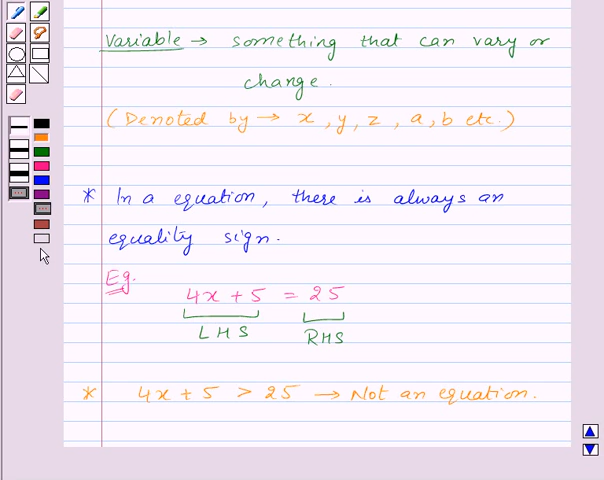 Variable → something that can vary or
change.
(Denoted by → x, y, z, a, b etc.)
* In a equation, there is always an
equality sign.
Eg.
4x + 5 = 25
LHS RHS
* 4x + 5 > 25 → Not an equation.